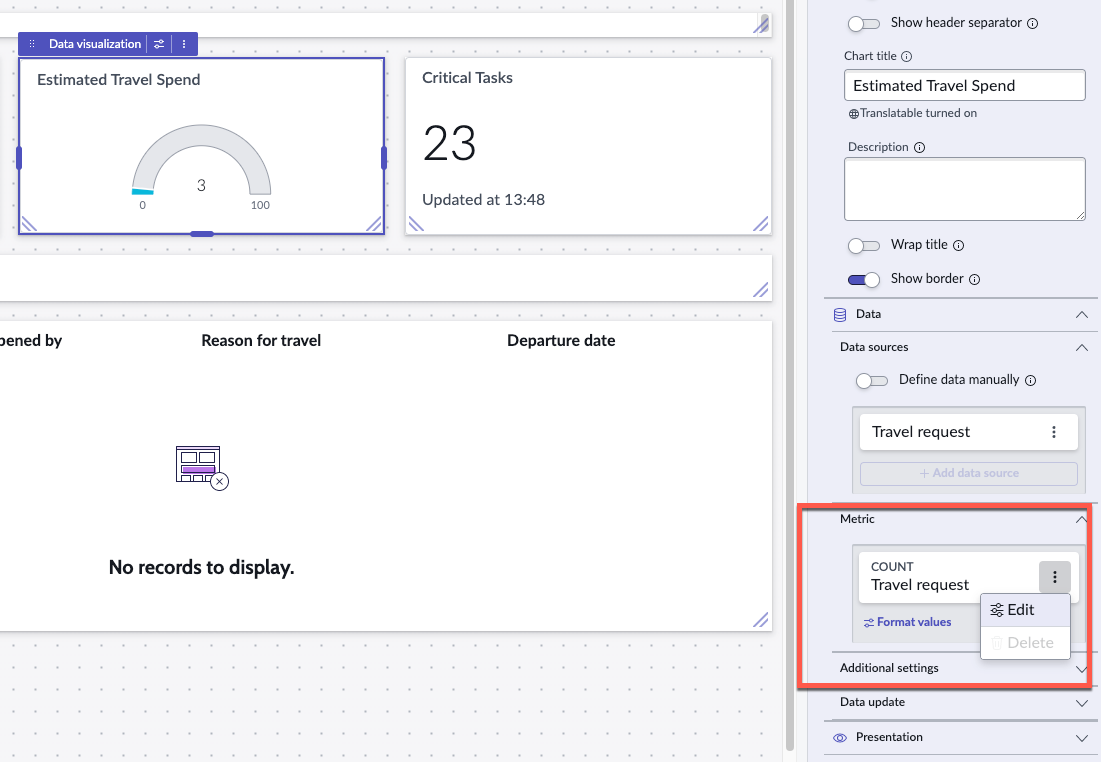 Data visualization
Estimated Travel Spend
3
0
100
Critical Tasks
23
Updated at 13:48
by
Reason for travel
Departure date
No records to display.
Show header separator
Chart title
Estimated Travel Spend
Translatable turned on
Description
Wrap title
Show border
Data
Data sources
Define data manually
Travel request
+ Add data source
Metric
COUNT
Travel request
Format values
Edit
Delete
Additional settings
Data update
Presentation